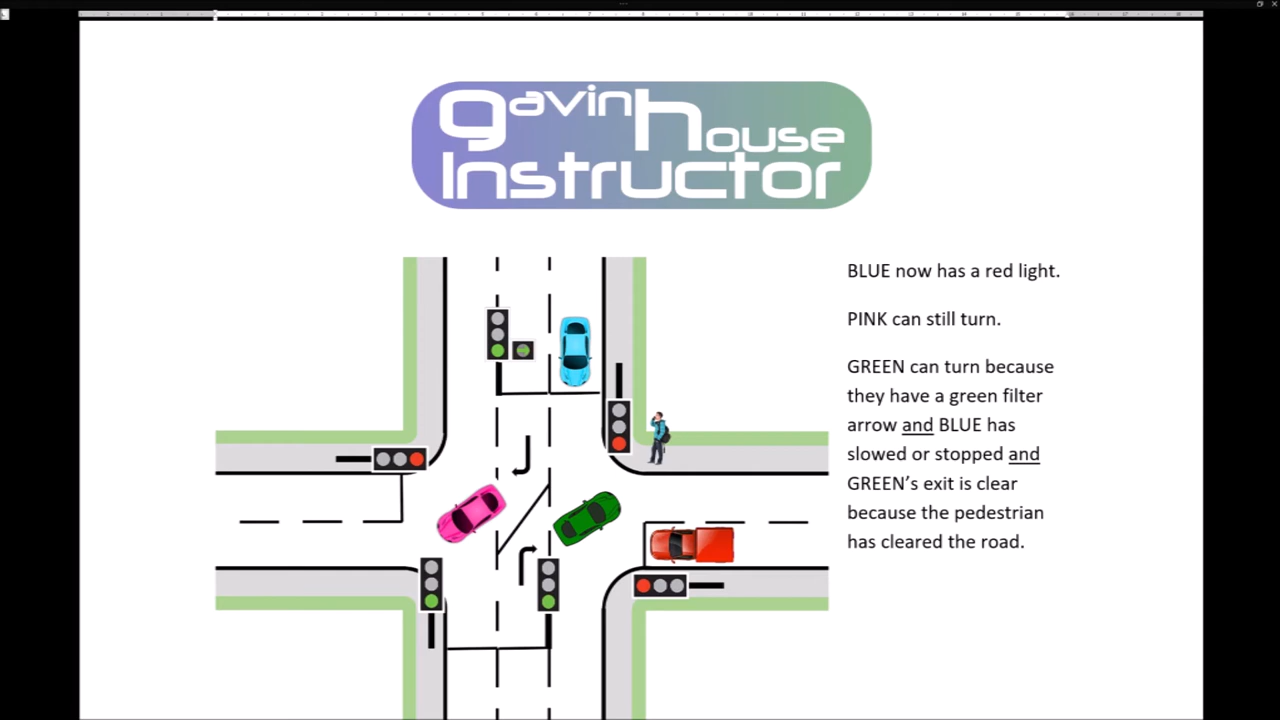 gavin house
Instructor
BLUE now has a red light.
PINK can still turn.
GREEN can turn because
they have a green filter
arrow and BLUE has
slowed or stopped and
GREEN’s exit is clear
because the pedestrian
has cleared the road.